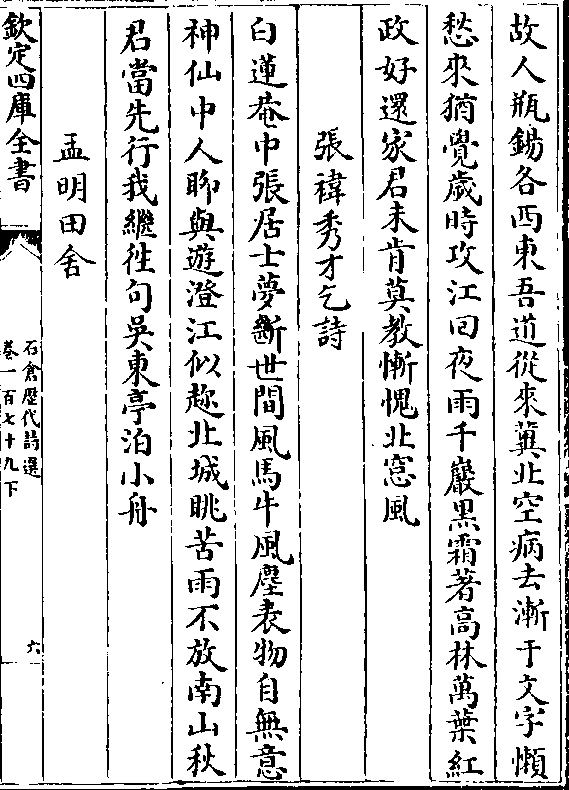 故人瓶錫各西東吾道從來冀北空病去漸于文字懶
愁來猶覺歲時攻江囘夜雨千巖黒霜著高林萬葉紅
政好還家君未肯莫教慚愧北窓風
張褘秀才乞詩
白蓮菴中張居士夢斷世間風馬牛風塵表物自無意
神仙中人聊與遊澄江似趂北城眺苦雨不放南山秋
君當先行我繼徃句吳東亭泊小舟
孟明田舍
欽定四庫全書
石倉歴代詩選
卷一百七十九下
六